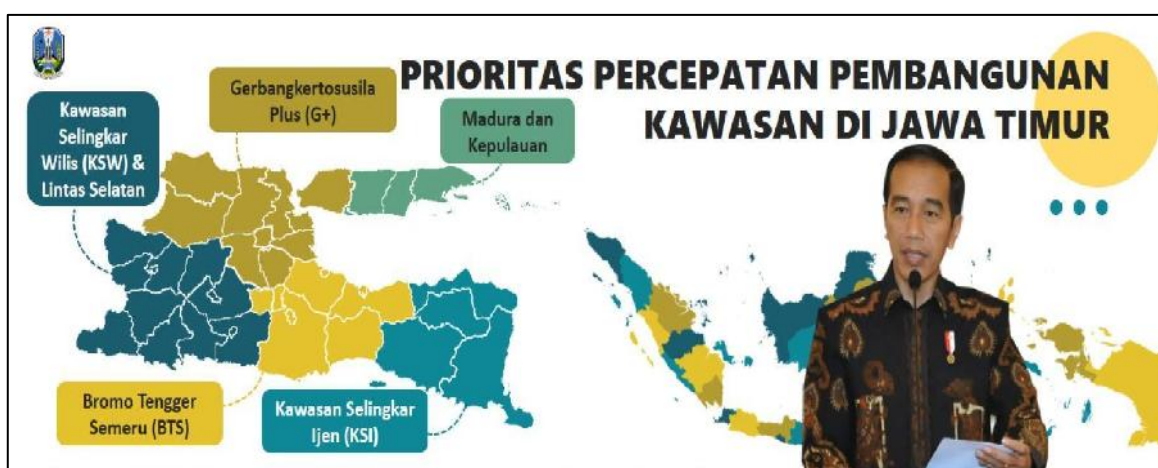 PRIORITAS PERCEPATAN PEMBANGUNAN
KAWASAN DI JAWA TIMUR
Kawasan
Selingkar
Wilis (KSW) &
Lintas Selatan
Gerbangkertosusila
Plus (G+)
Madura dan
Kepulauan
Bromo Tengger
Semeru (BTS)
Kawasan Selingkar
Ijen (KSI)